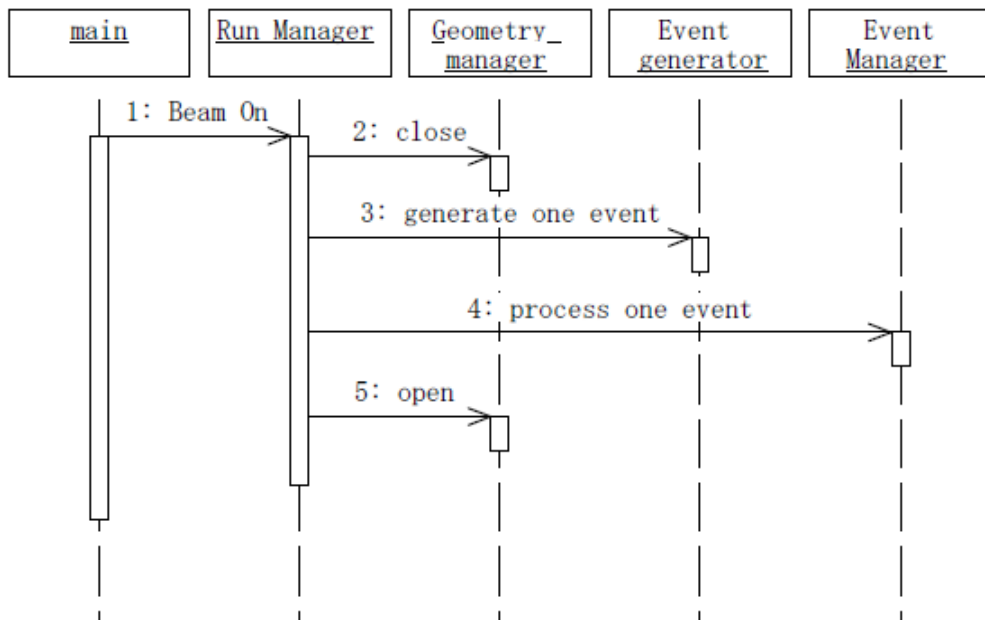 main
Run Manager
Geometry_
manager
Event
generator
Event
Manager
1: Beam On
2: close
3: generate one event
4: process one event
5: open